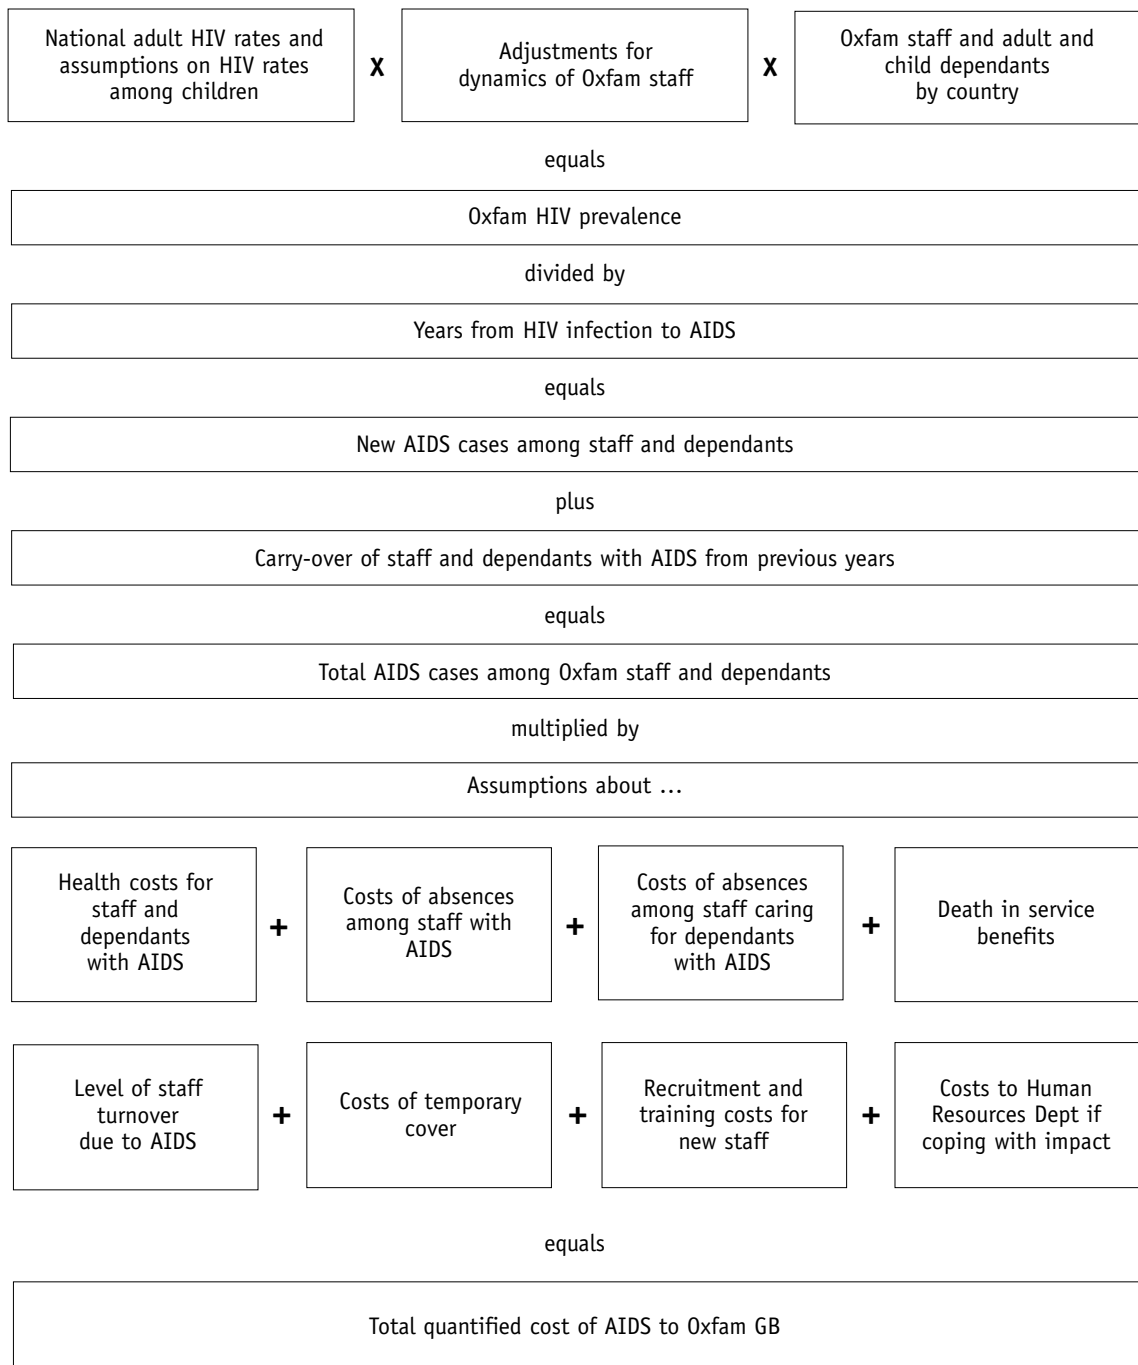 National adult HIV rates and
assumptions on HIV rates
among children
X
Adjustments for
dynamics of Oxfam staff
X
Oxfam staff and adult and
child dependants
by country
equals
Oxfam HIV prevalence
divided by
Years from HIV infection to AIDS
equals
New AIDS cases among staff and dependants
plus
Carry-over of staff and dependants with AIDS from previous years
equals
Total AIDS cases among Oxfam staff and dependants
multiplied by
Assumptions about ...
Health costs for
staff and
dependants
with AIDS
+
Costs of absences
among staff with
AIDS
+
Costs of absences
among staff caring
for dependants
with AIDS
+
Death in service
benefits
Level of staff
turnover
due to AIDS
+
Costs of temporary
cover
+
Recruitment and
training costs for
new staff
+
Costs to Human
Resources Dept if
coping with impact
equals
Total quantified cost of AIDS to Oxfam GB